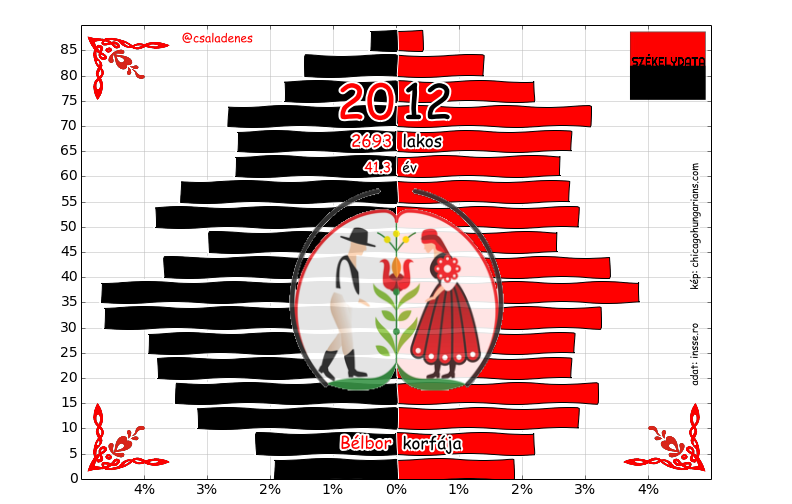 @csaladenes
SZÉKELYDATA
2012
2693 lakos
41,3 év
kép: chicagohungarians.com
adat: insse.ro
Bélbor korfája
85
80
75
70
65
60
55
50
45
40
35
30
25
20
15
10
5
0
4% 3% 2% 1% 0% 1% 2% 3% 4%